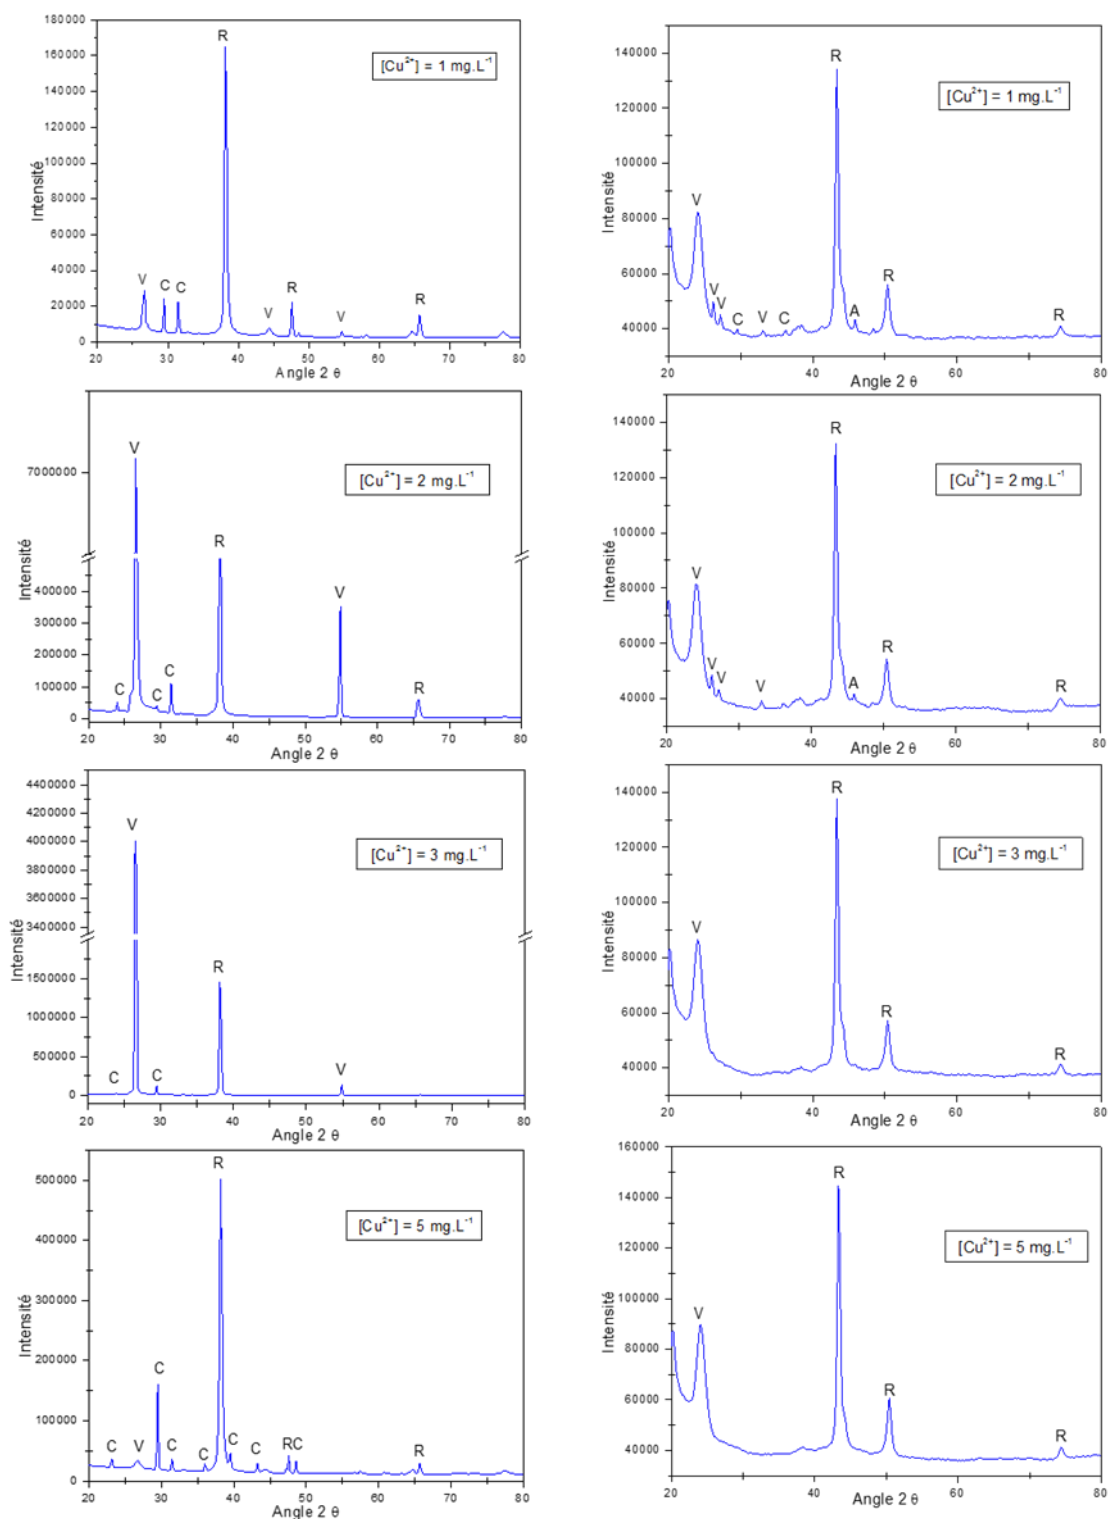 180000
160000
140000
120000
100000
80000
60000
40000
20000
0
Intensité
R
[Cu²⁺] = 1 mg.L⁻¹
V
C
C
V
R
V
R
20
30
40
50
60
70
80
Angle 2 θ
140000
120000
100000
80000
60000
40000
Intensité
R
[Cu²⁺] = 1 mg.L⁻¹
V
V
V
C
V
C
A
R
R
20
40
60
80
Angle 2 θ
7000000
400000
300000
200000
100000
0
Intensité
V
[Cu²⁺] = 2 mg.L⁻¹
R
V
C
C
C
R
20
30
40
50
60
70
80
Angle 2 θ
140000
120000
100000
80000
60000
40000
Intensité
R
[Cu²⁺] = 2 mg.L⁻¹
V
V
V
V
A
R
R
20
40
60
80
Angle 2 θ
4400000
4200000
4000000
3800000
3600000
3400000
1500000
1000000
500000
0
Intensité
V
[Cu²⁺] = 3 mg.L⁻¹
R
C
C
V
20
30
40
50
60
70
80
Angle 2 θ
140000
120000
100000
80000
60000
40000
Intensité
R
[Cu²⁺] = 3 mg.L⁻¹
V
R
R
20
40
60
80
Angle 2 θ
500000
400000
300000
200000
100000
0
Intensité
R
[Cu²⁺] = 5 mg.L⁻¹
C
C
V
C
C
C
C
R
C
R
20
30
40
50
60
70
80
Angle 2 θ
160000
140000
120000
100000
80000
60000
40000
Intensité
R
[Cu²⁺] = 5 mg.L⁻¹
V
R
R
20
40
60
80
Angle 2 θ